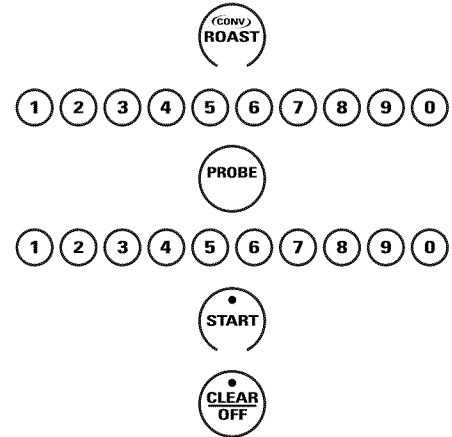 CONV
ROAST
1 2 3 4 5 6 7 8 9 0
PROBE
1 2 3 4 5 6 7 8 9 0
START
CLEAR
OFF